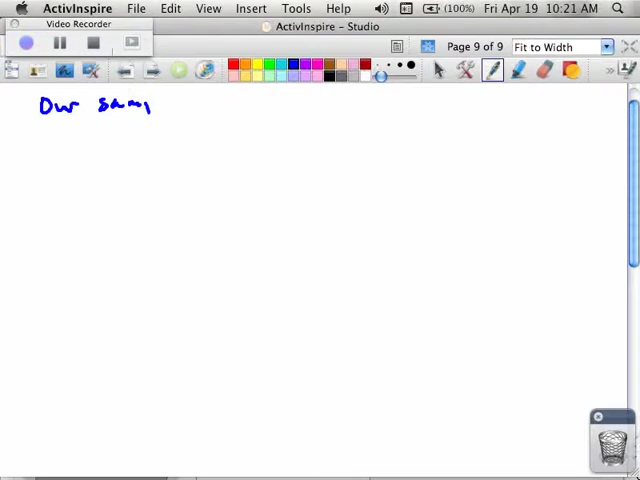 ActivInspire File Edit View Insert Tools Help (100%) Fri Apr 19 10:21 AM
Video Recorder
ActivInspire - Studio
Page 9 of 9 Fit to Width
Our sam